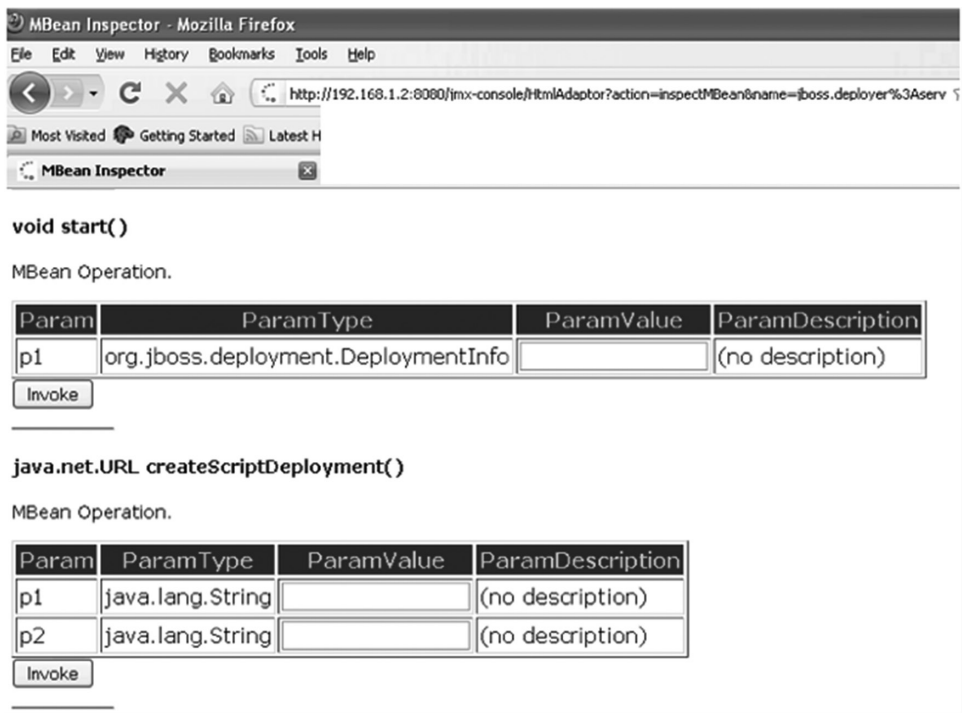 MBean Inspector - Mozilla Firefox
File Edit View History Bookmarks Tools Help
http://192.168.1.2:8080/jmx-console/HtmlAdaptor?action=inspectMBean&name=jboss.deployer%3Aserv
Most Visited Getting Started Latest H
MBean Inspector
void start()
MBean Operation.
Param ParamType ParamValue ParamDescription
p1 org.jboss.deployment.DeploymentInfo (no description)
Invoke
java.net.URL createScriptDeployment()
MBean Operation.
Param ParamType ParamValue ParamDescription
p1 java.lang.String (no description)
p2 java.lang.String (no description)
Invoke